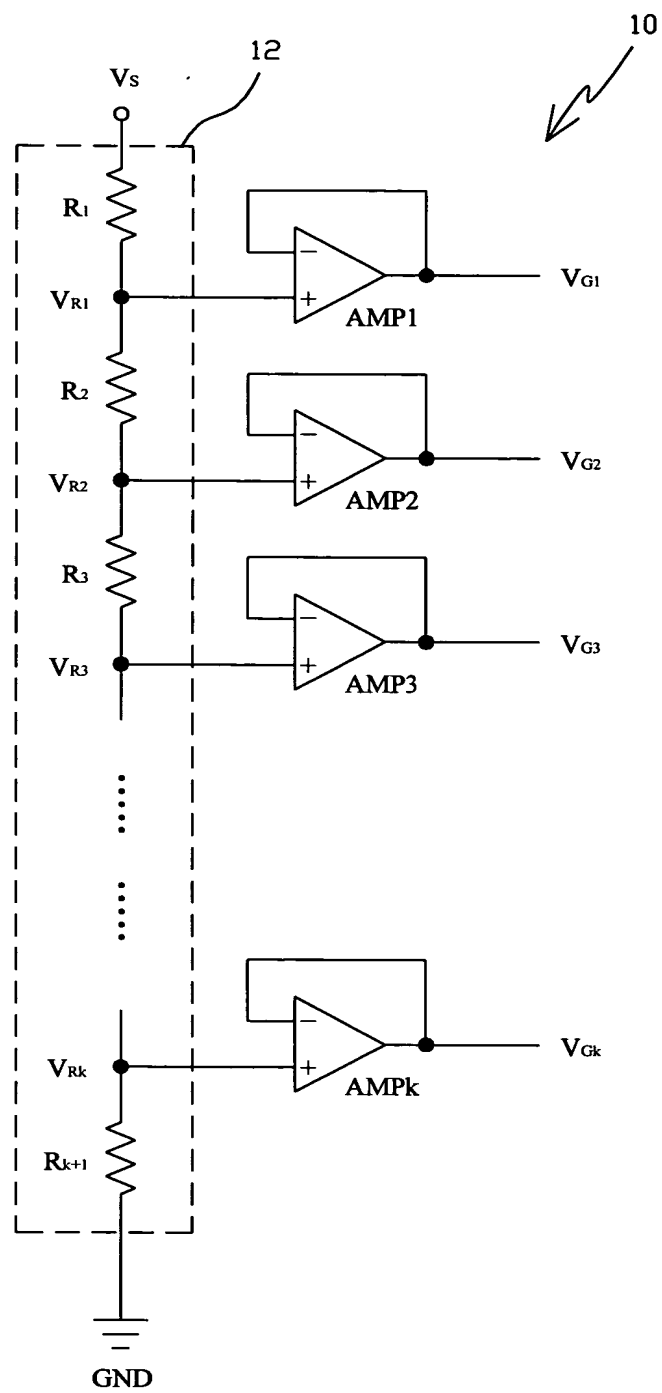 10
12
Vs
R1
VR1
−
+
AMP1
VG1
R2
VR2
−
+
AMP2
VG2
R3
VR3
−
+
AMP3
VG3
VRk
−
+
AMPk
VGk
Rk+1
GND